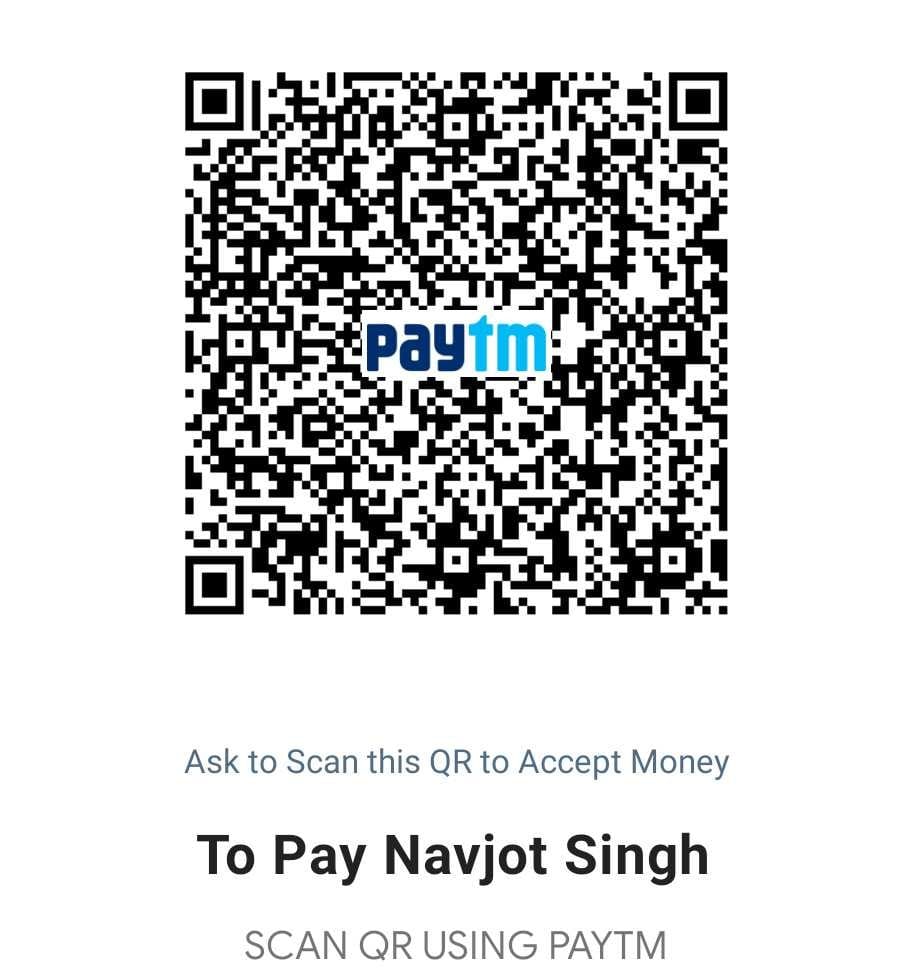 paytm
Ask to Scan this QR to Accept Money
To Pay Navjot Singh
SCAN QR USING PAYTM